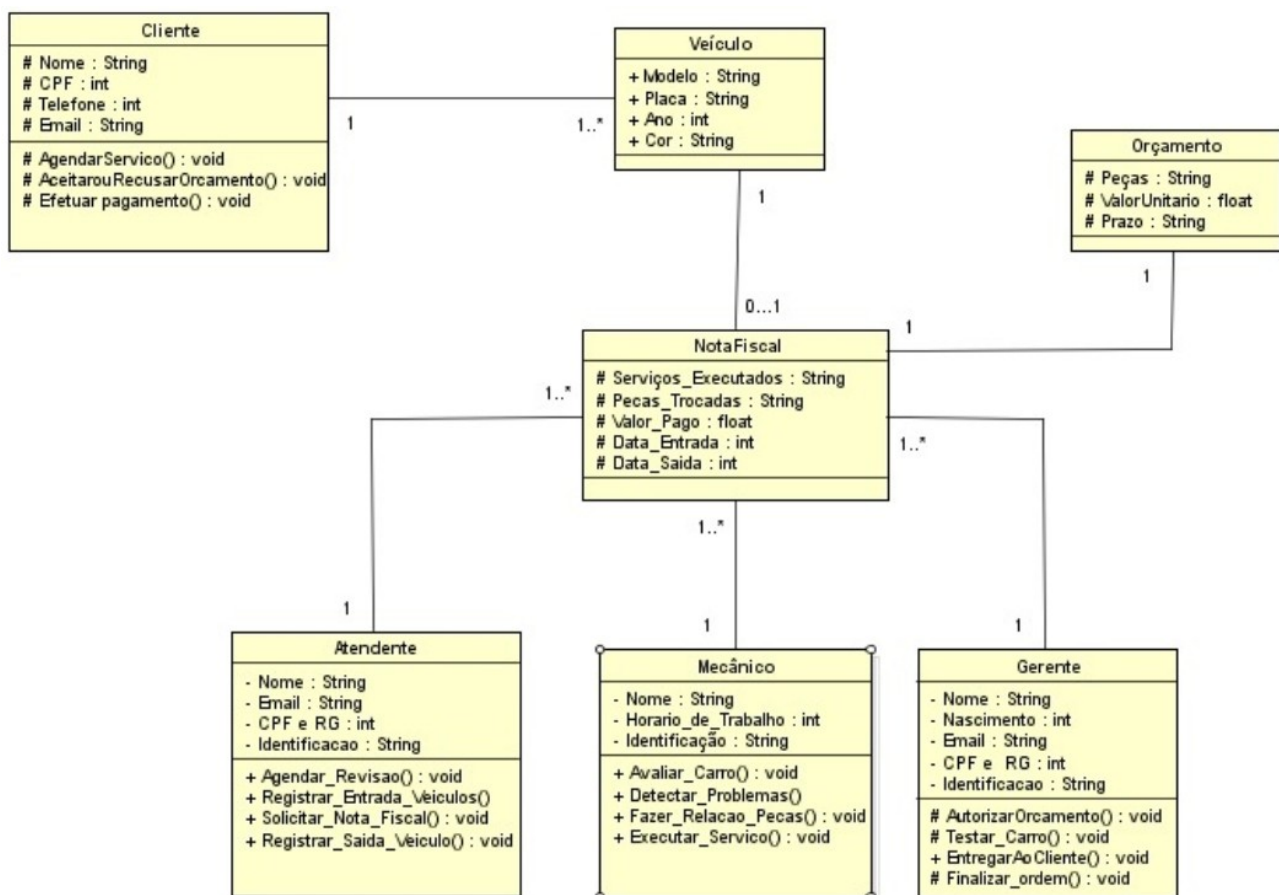 Cliente
# Nome : String
# CPF : int
# Telefone : int
# Email : String
# AgendarServico() : void
# AceitarouRecusarOrcamento() : void
# Efetuar pagamento() : void
1
1..*
Veículo
+ Modelo : String
+ Placa : String
+ Ano : int
+ Cor : String
1
0...1
Orçamento
# Peças : String
# ValorUnitario : float
# Prazo : String
1
1
NotaFiscal
# Serviços_Executados : String
# Pecas_Trocadas : String
# Valor_Pago : float
# Data_Entrada : int
# Data_Saida : int
1..*
1..*
1..*
1
1
1
Atendente
- Nome : String
- Email : String
- CPF e RG : int
- Identificacao : String
+ Agendar_Revisao() : void
+ Registrar_Entrada_Veiculos()
+ Solicitar_Nota_Fiscal() : void
+ Registrar_Saida_Veiculo() : void
Mecânico
- Nome : String
- Horario_de_Trabalho : int
- Identificação : String
+ Avaliar_Carro() : void
+ Detectar_Problemas()
+ Fazer_Relacao_Pecas() : void
+ Executar_Servico() : void
Gerente
- Nome : String
- Nascimento : int
- Email : String
- CPF e RG : int
- Identificacao : String
# AutorizarOrcamento() : void
# Testar_Carro() : void
+ EntregarAoCliente() : void
# Finalizar_ordem() : void